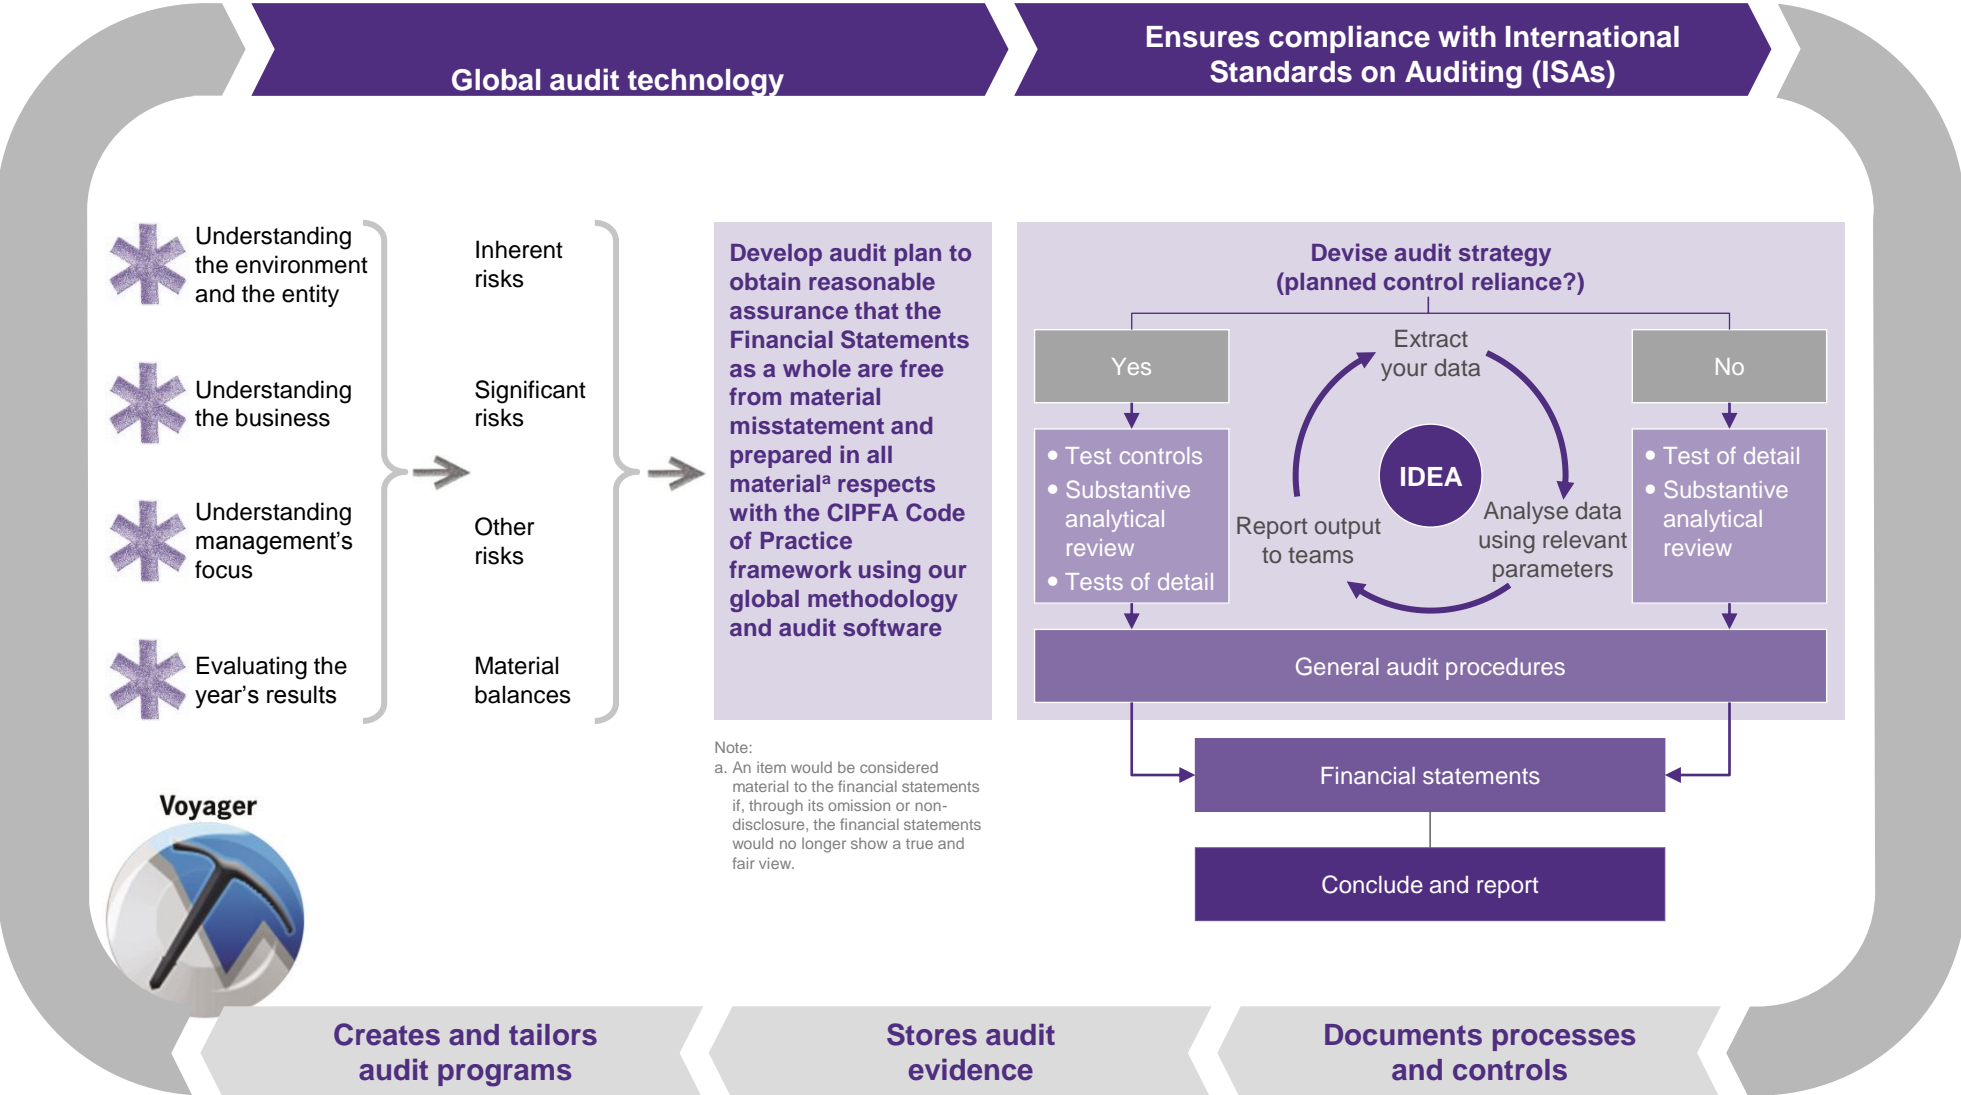 Global audit technology
Ensures compliance with International
Standards on Auditing (ISAs)
Understanding
the environment
and the entity
Understanding
the business
Understanding
management’s
focus
Evaluating the
year’s results
Inherent
risks
Significant
risks
Other
risks
Material
balances
Develop audit plan to
obtain reasonable
assurance that the
Financial Statements
as a whole are free
from material
misstatement and
prepared in all
materialᵃ respects
with the CIPFA Code
of Practice
framework using our
global methodology
and audit software
Note:
a. An item would be considered
material to the financial statements
if, through its omission or non-
disclosure, the financial statements
would no longer show a true and
fair view.
Devise audit strategy
(planned control reliance?)
Yes
• Test controls
• Substantive
analytical
review
• Tests of detail
Extract
your data
IDEA
Analyse data
using relevant
parameters
Report output
to teams
No
• Test of detail
• Substantive
analytical
review
General audit procedures
Financial statements
Conclude and report
Voyager
Creates and tailors
audit programs
Stores audit
evidence
Documents processes
and controls